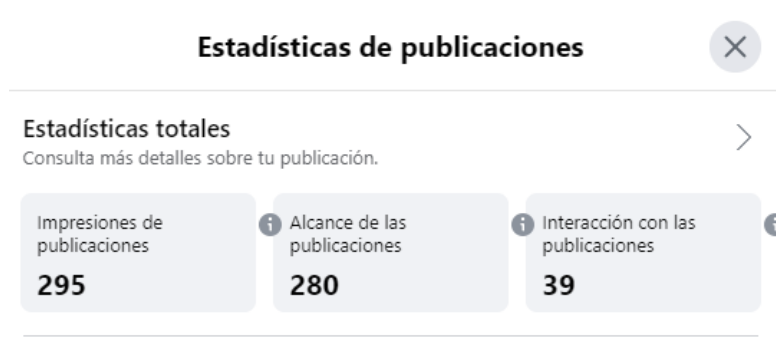 Estadísticas de publicaciones
Estadísticas totales
Consulta más detalles sobre tu publicación.
Impresiones de
publicaciones
295
Alcance de las
publicaciones
280
Interacción con las
publicaciones
39